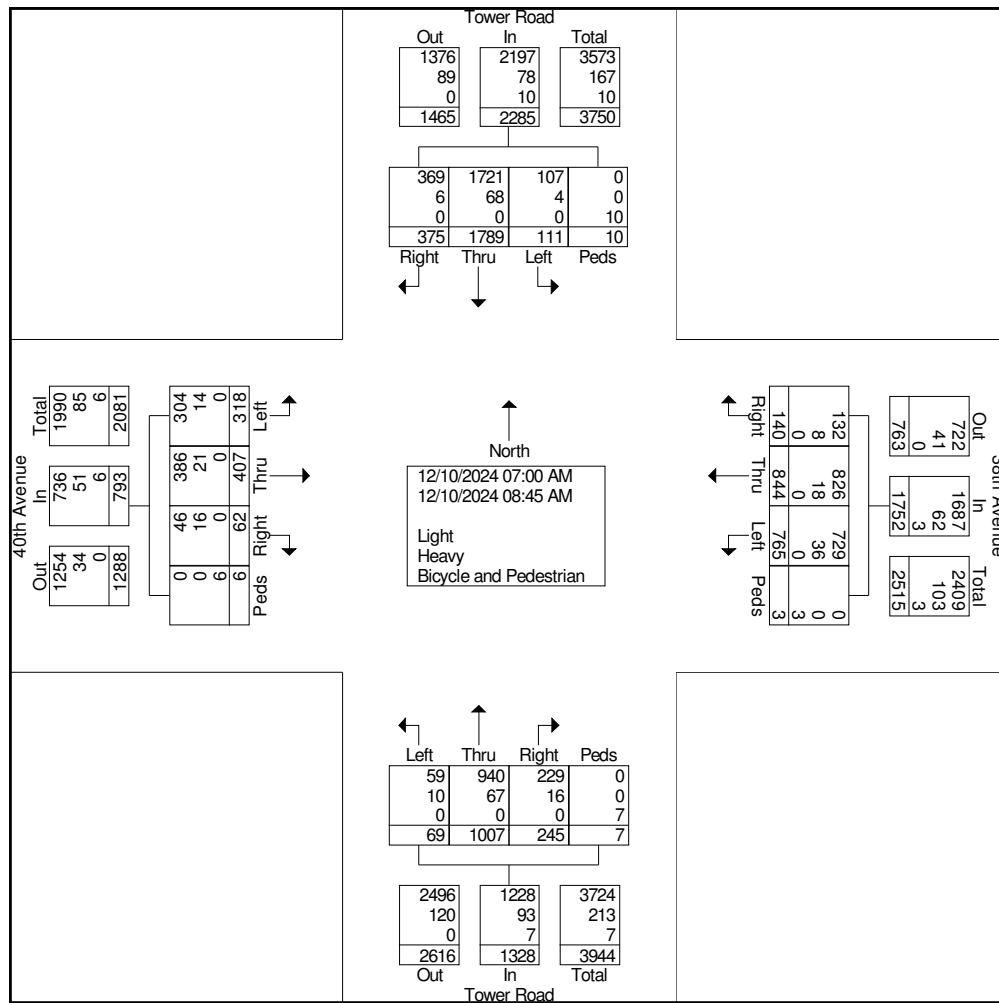 Tower Road
Out In Total
1376 2197 3573
89 78 167
0 10 10
1465 2285 3750
369 1721 107 0
6 68 4 0
0 0 0 10
375 1789 111 10
Right Thru Left Peds
40th Avenue
Total In Out
1990 736 1254
85 51 34
6 6 0
2081 793 1288
304 386 46 0
14 21 16 0
0 0 0 6
318 407 62 6
Left Thru Right Peds
North
12/10/2024 07:00 AM
12/10/2024 08:45 AM
Light
Heavy
Bicycle and Pedestrian
Right Thru Left Peds
132 826 729 0
8 18 36 0
0 0 0 3
140 844 765 3
38th Avenue
Out In Total
722 1687 2409
41 62 103
0 3 3
763 1752 2515
Left Thru Right Peds
59 940 229 0
10 67 16 0
0 0 0 7
69 1007 245 7
2496 1228 3724
120 93 213
0 7 7
2616 1328 3944
Out In Total
Tower Road